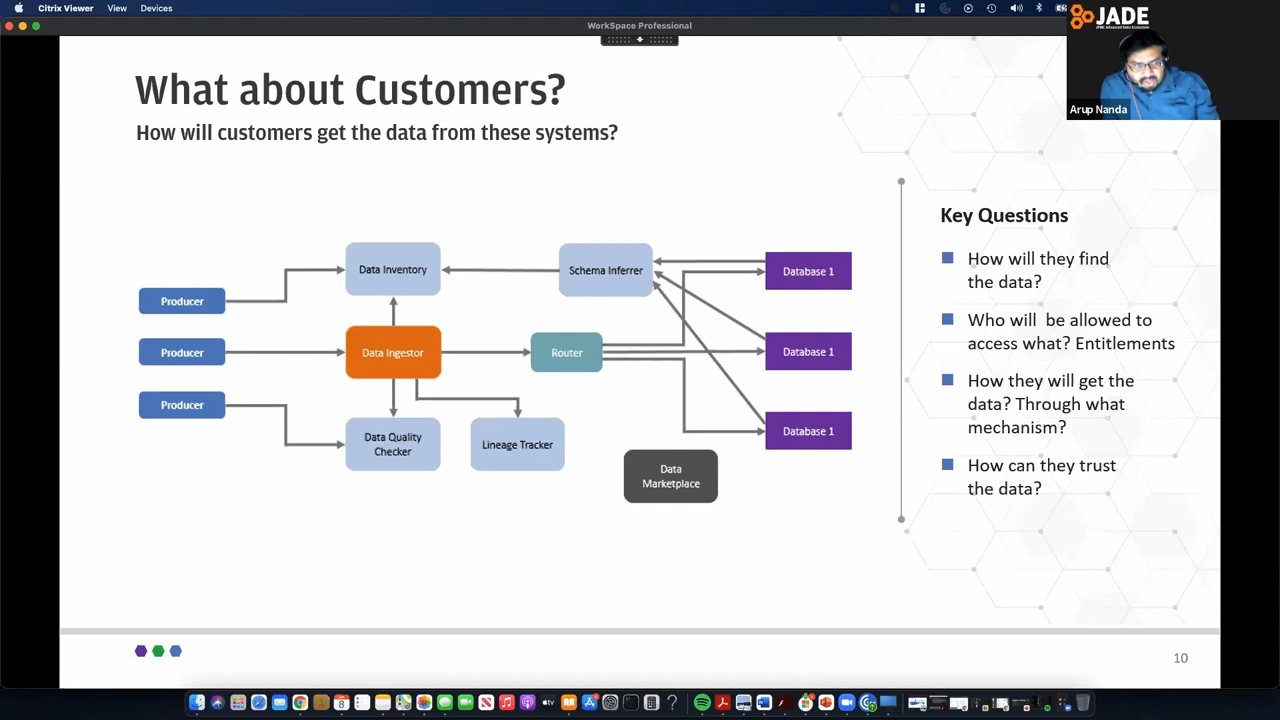 Citrix Viewer View Devices
WorkSpace Professional
JADE
Arup Nanda
What about Customers?
How will customers get the data from these systems?
Data Inventory
Schema Inferrer
Database 1
Producer
Producer
Data Ingestor
Router
Database 1
Producer
Data Quality
Checker
Lineage Tracker
Database 1
Data
Marketplace
Key Questions
How will they find
the data?
Who will be allowed to
access what? Entitlements
How they will get the
data? Through what
mechanism?
How can they trust
the data?
10